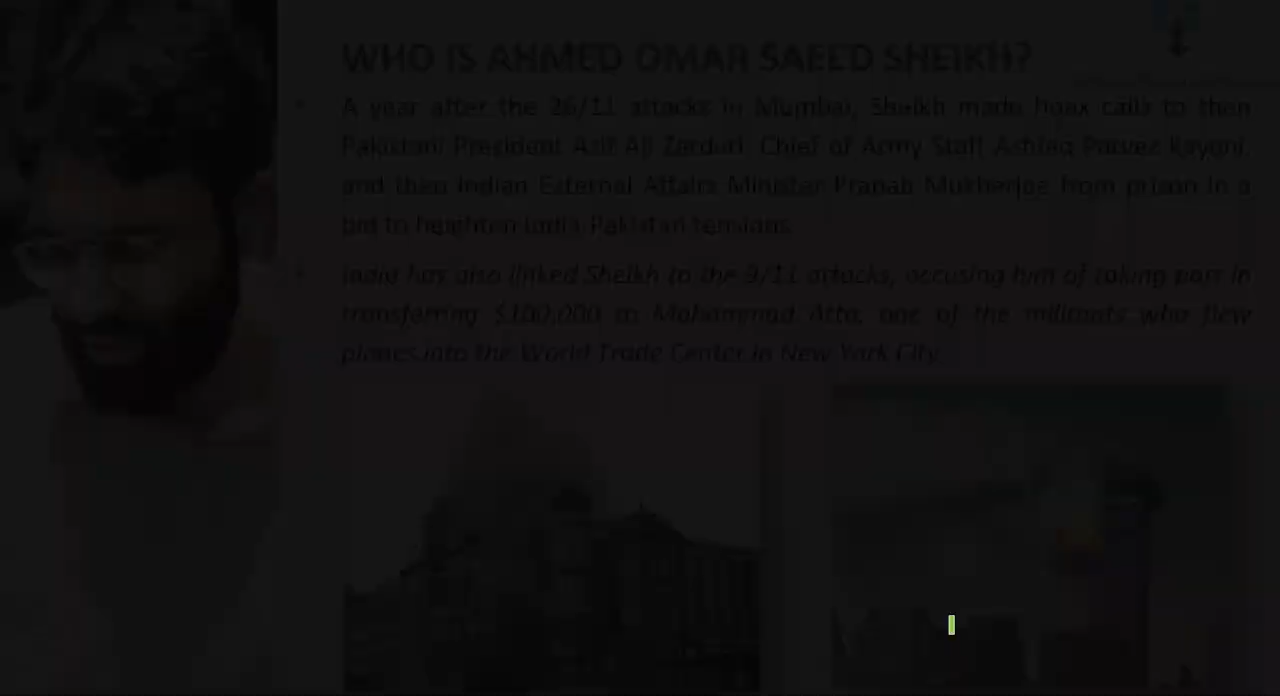 WHO IS AHMED OMAR SAEED SHEIKH?
A year after the 26/11 attacks in Mumbai, Sheikh made hoax calls to then
Pakistani President Asif Ali Zardari, Chief of Army Staff Ashfaq Parvez Kayani,
and then Indian External Affairs Minister Pranab Mukherjee from prison in a
bid to heighten India Pakistan tensions.
India has also linked Sheikh to the 9/11 attacks, accusing him of taking part in
transferring $100,000 to Mohammad Atta, one of the militants who flew
planes into the World Trade Center in New York City.